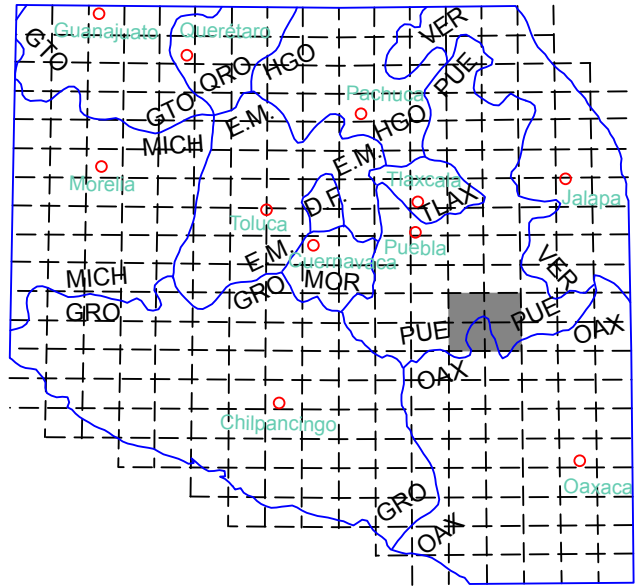 Guanajuato
Querétaro
VER
GTO
QRO
HGO
PUE
GTO
Pachuca
E.M.
HGO
MICH
E.M.
Morelia
Tlaxcala
Jalapa
D.F.
TLAX
Toluca
Puebla
E.M.
Cuernavaca
VER
MICH
MOR
GRO
GRO
PUE
PUE
OAX
OAX
Chilpancingo
Oaxaca
GRO
OAX